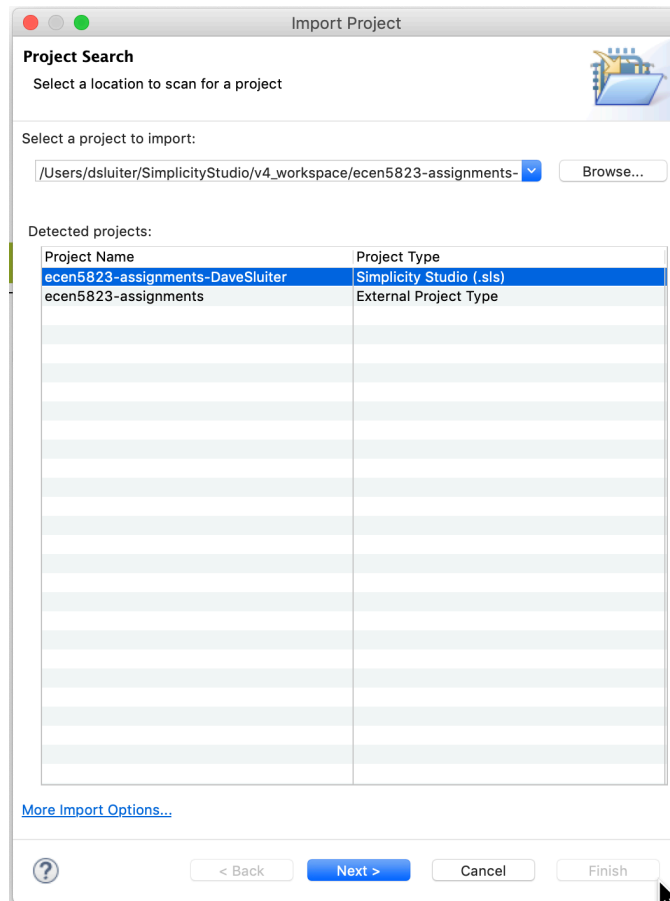 Import Project
Project Search
Select a location to scan for a project
Select a project to import:
/Users/dsluiter/SimplicityStudio/v4_workspace/ecen5823-assignments- Browse...
Detected projects:
Project Name Project Type
ecen5823-assignments-DaveSluiter Simplicity Studio (.sls)
ecen5823-assignments External Project Type
More Import Options...
? < Back Next > Cancel Finish